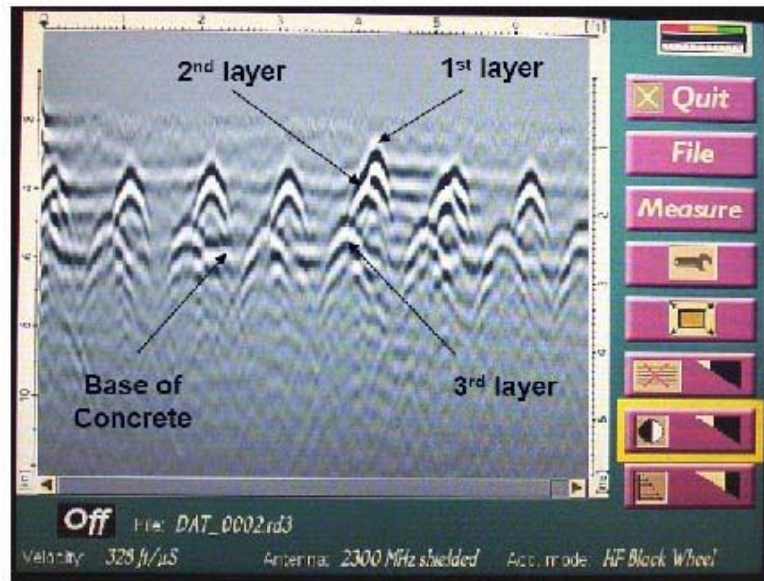 2nd layer
1st layer
Base of
Concrete
3rd layer
Quit
File
Measure
Off File: DAT_0002.rd3
Velocity: 328 ft/µS Antenna: 2300 MHz shielded Acq. mode: HF Black Wheel